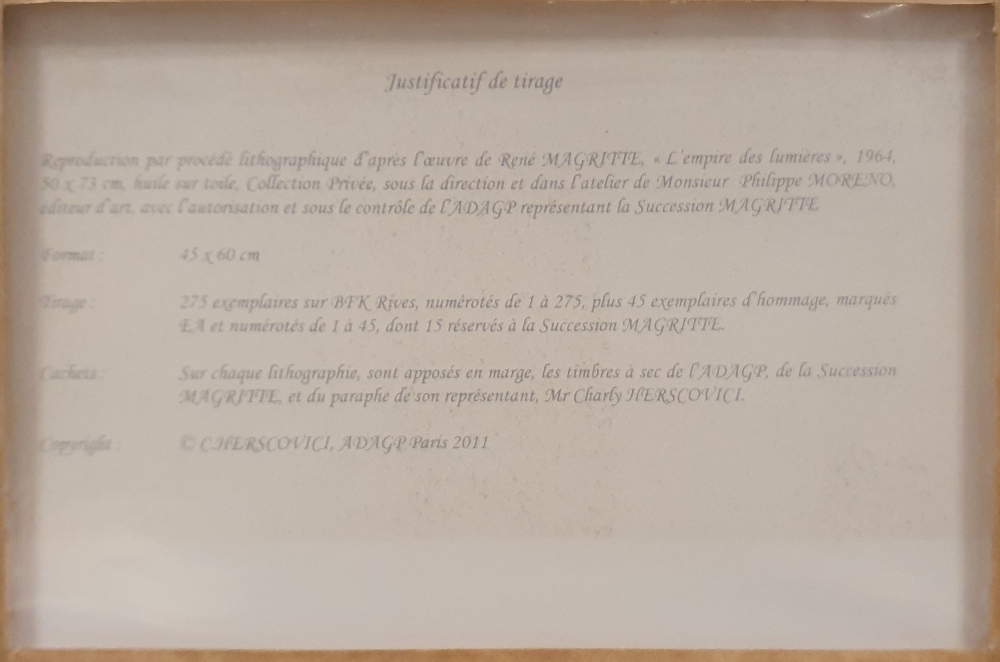 Justificatif de tirage
Reproduction par procédé lithographique d'après l'œuvre de René MAGRITTE, « L'empire des lumières », 1964,
50 x 73 cm, huile sur toile, Collection Privée, sous la direction et dans l'atelier de Monsieur Philippe MORENO,
éditeur d'art, avec l'autorisation et sous le contrôle de l'ADAGP représentant la Succession MAGRITTE
Format : 45 x 60 cm
Tirage : 275 exemplaires sur BFK Rives, numérotés de 1 à 275, plus 45 exemplaires d'hommage, marqués
EA et numérotés de 1 à 45, dont 15 réservés à la Succession MAGRITTE.
Cachets : Sur chaque lithographie, sont apposés en marge, les timbres à sec de l'ADAGP, de la Succession
MAGRITTE, et du paraphe de son représentant, Mr Charly HERSCOVICI.
Copyright : © C.HERSCOVICI, ADAGP Paris 2011